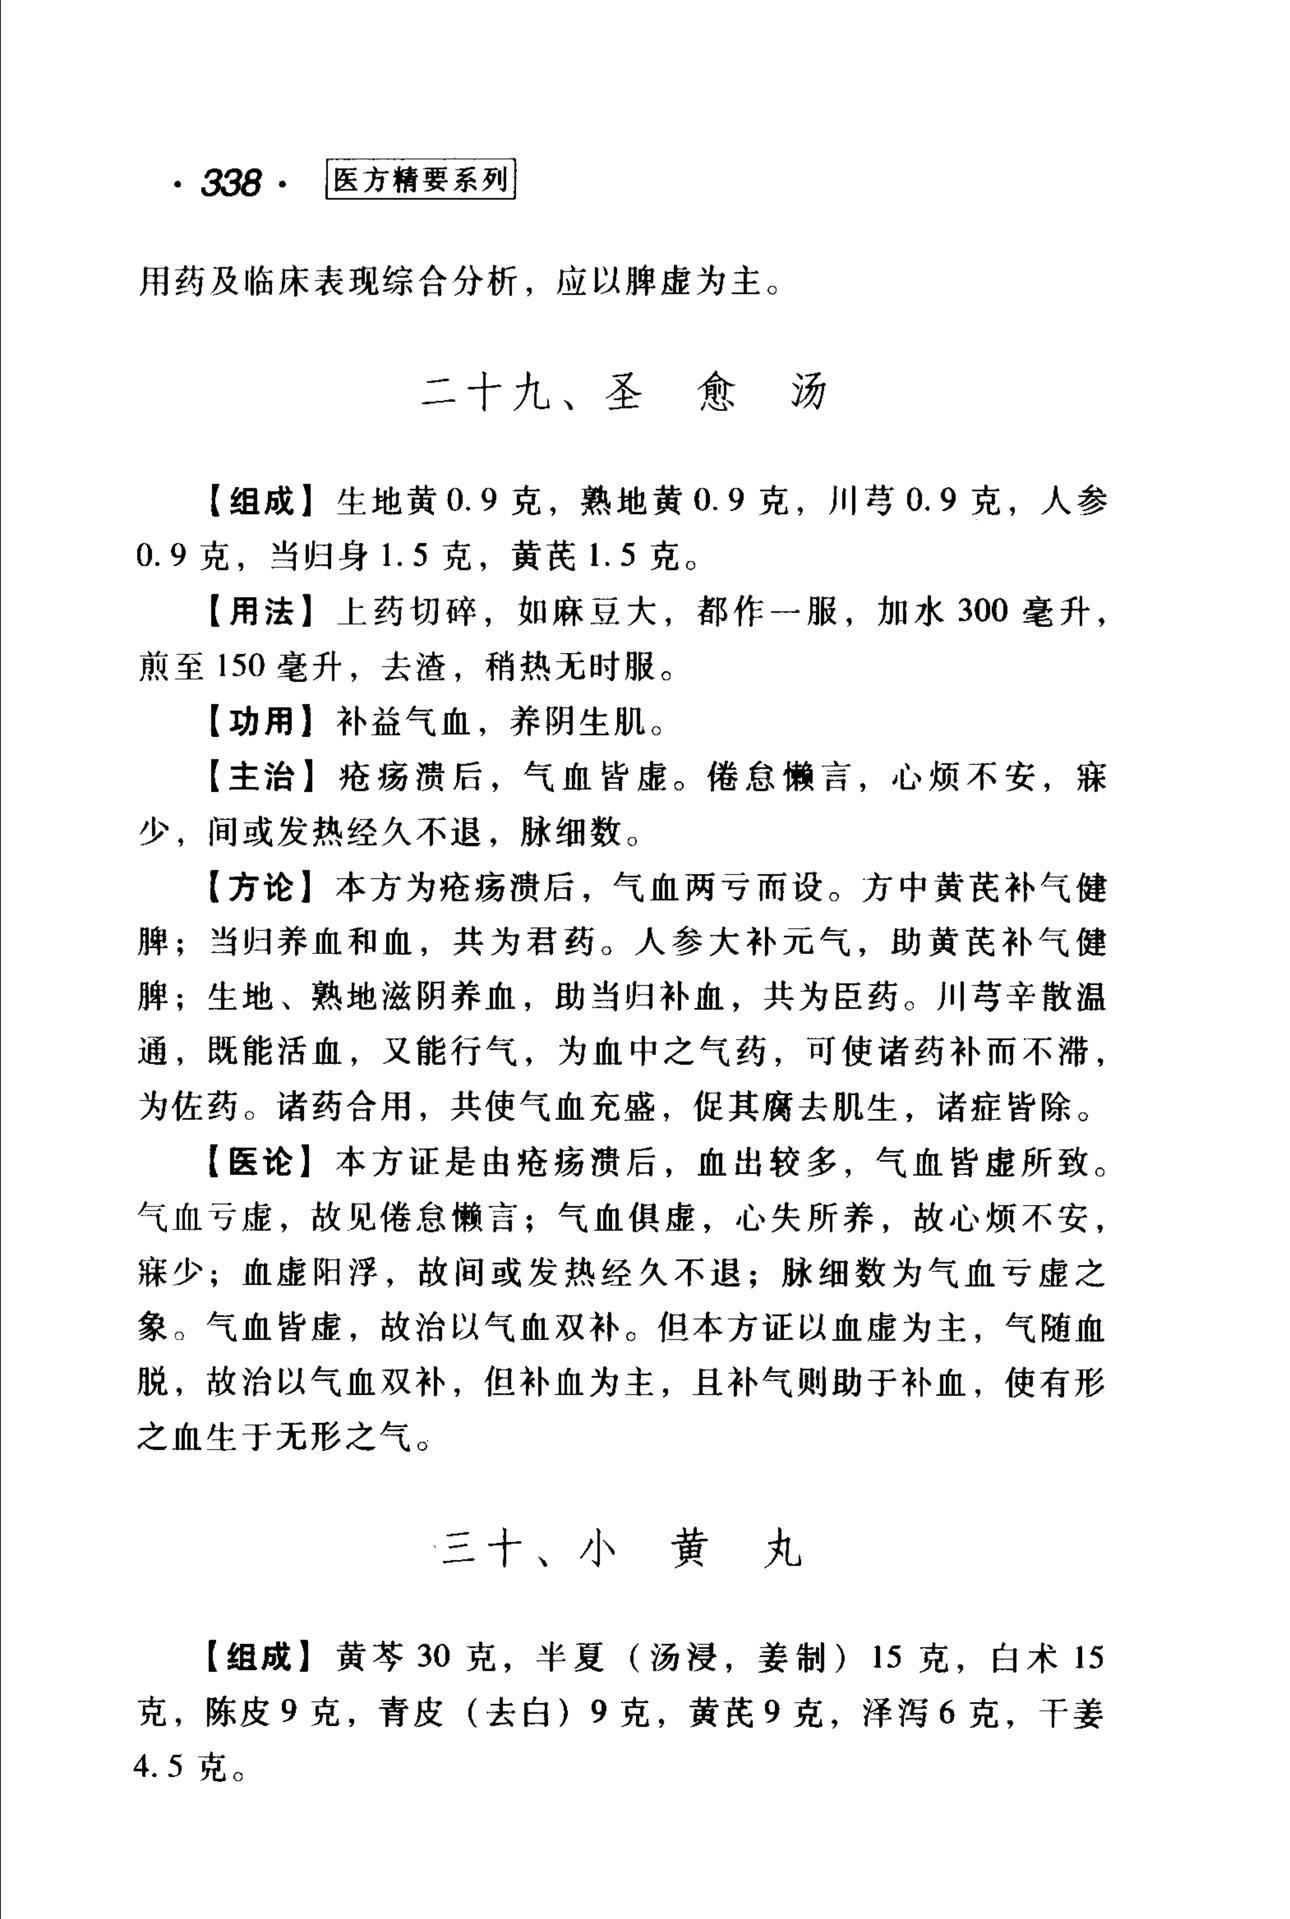 · 338 · 医方精要系列
用药及临床表现综合分析，应以脾虚为主。
二十九、圣 愈 汤
【组成】生地黄0.9克，熟地黄0.9克，川芎0.9克，人参
0.9克，当归身1.5克，黄芪1.5克。
【用法】上药切碎，如麻豆大，都作一服，加水300毫升，
煎至150毫升，去渣，稍热无时服。
【功用】补益气血，养阴生肌。
【主治】疮疡溃后，气血皆虚。倦怠懒言，心烦不安，寐
少，间或发热经久不退，脉细数。
【方论】本方为疮疡溃后，气血两亏而设。方中黄芪补气健
脾；当归养血和血，共为君药。人参大补元气，助黄芪补气健
脾；生地、熟地滋阴养血，助当归补血，共为臣药。川芎辛散温
通，既能活血，又能行气，为血中之气药，可使诸药补而不滞，
为佐药。诸药合用，共使气血充盛，促其腐去肌生，诸症皆除。
【医论】本方证是由疮疡溃后，血出较多，气血皆虚所致。
气血亏虚，故见倦怠懒言；气血俱虚，心失所养，故心烦不安，
寐少；血虚阳浮，故间或发热经久不退；脉细数为气血亏虚之
象。气血皆虚，故治以气血双补。但本方证以血虚为主，气随血
脱，故治以气血双补，但补血为主，且补气则助于补血，使有形
之血生于无形之气。
三十、小 黄 丸
【组成】黄芩30克，半夏（汤浸，姜制）15克，白术15
克，陈皮9克，青皮（去白）9克，黄芪9克，泽泻6克，干姜
4.5克。